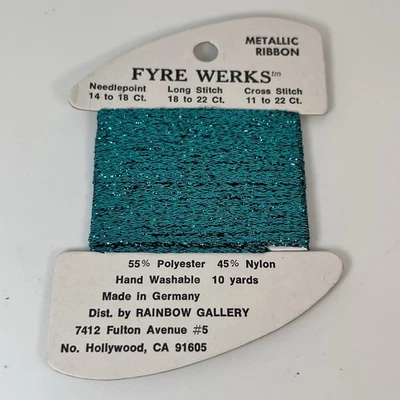 METALLIC
RIBBON
FYRE WERKS tm
Needlepoint Long Stitch Cross Stitch
14 to 18 Ct. 18 to 22 Ct. 11 to 22 Ct.
55% Polyester 45% Nylon
Hand Washable 10 yards
Made in Germany
Dist. by RAINBOW GALLERY
7412 Fulton Avenue #5
No. Hollywood, CA 91605